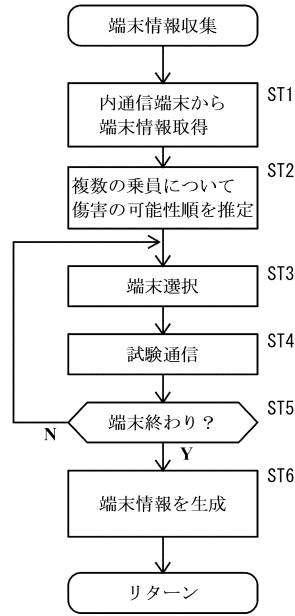 端末情報収集
ST1
内通信端末から
端末情報取得
ST2
複数の乗員について
傷害の可能性順を推定
ST3
端末選択
ST4
試験通信
ST5
端末終わり？
N
Y
ST6
端末情報を生成
リターン